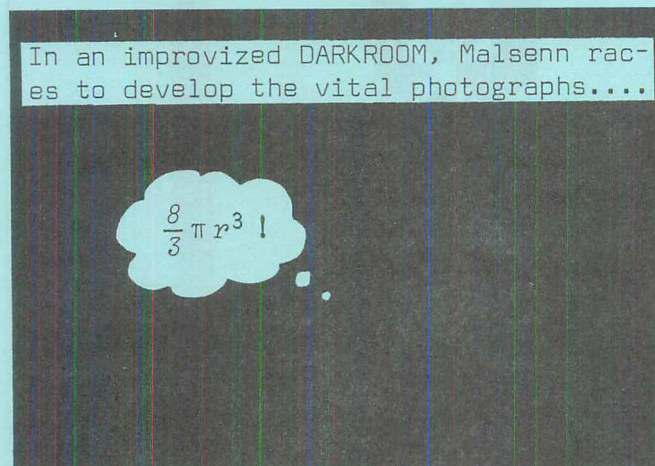 In an improvized DARKROOM, Malsenn rac-
es to develop the vital photographs....
8/3 π r³ !